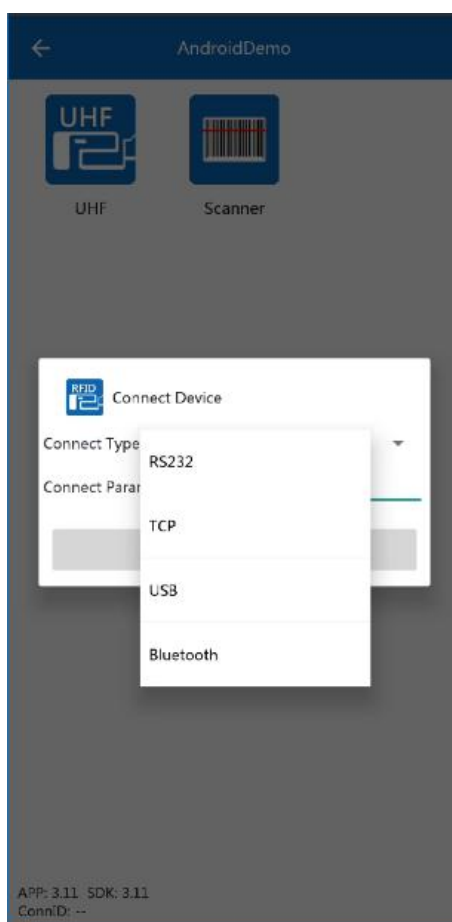 AndroidDemo
UHF
UHF
Scanner
RFID
Connect Device
Connect Type
RS232
Connect Parar
TCP
USB
Bluetooth
APP: 3.11 SDK: 3.11
ConnID: --